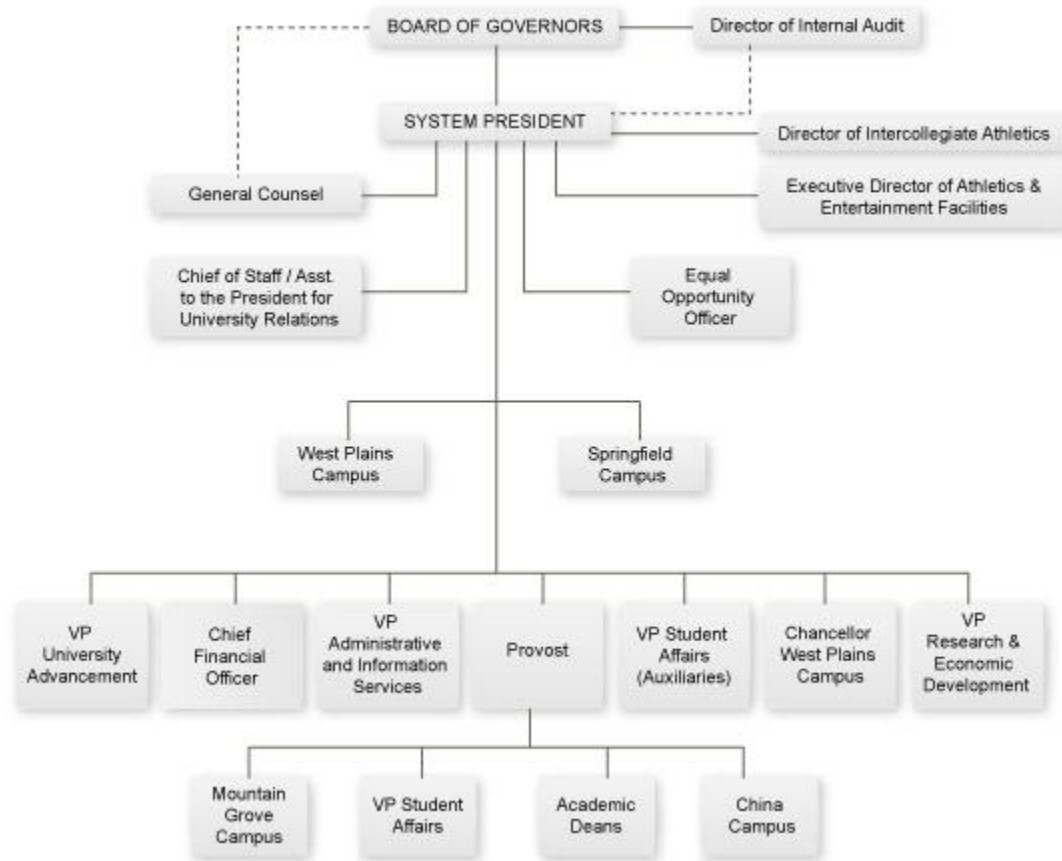 BOARD OF GOVERNORS
Director of Internal Audit
SYSTEM PRESIDENT
Director of Intercollegiate Athletics
General Counsel
Executive Director of Athletics &
Entertainment Facilities
Chief of Staff / Asst.
to the President for
University Relations
Equal
Opportunity
Officer
West Plains
Campus
Springfield
Campus
VP
University
Advancement
Chief
Financial
Officer
VP
Administrative
and Information
Services
Provost
VP Student
Affairs
(Auxiliaries)
Chancellor
West Plains
Campus
VP
Research &
Economic
Development
Mountain
Grove
Campus
VP Student
Affairs
Academic
Deans
China
Campus